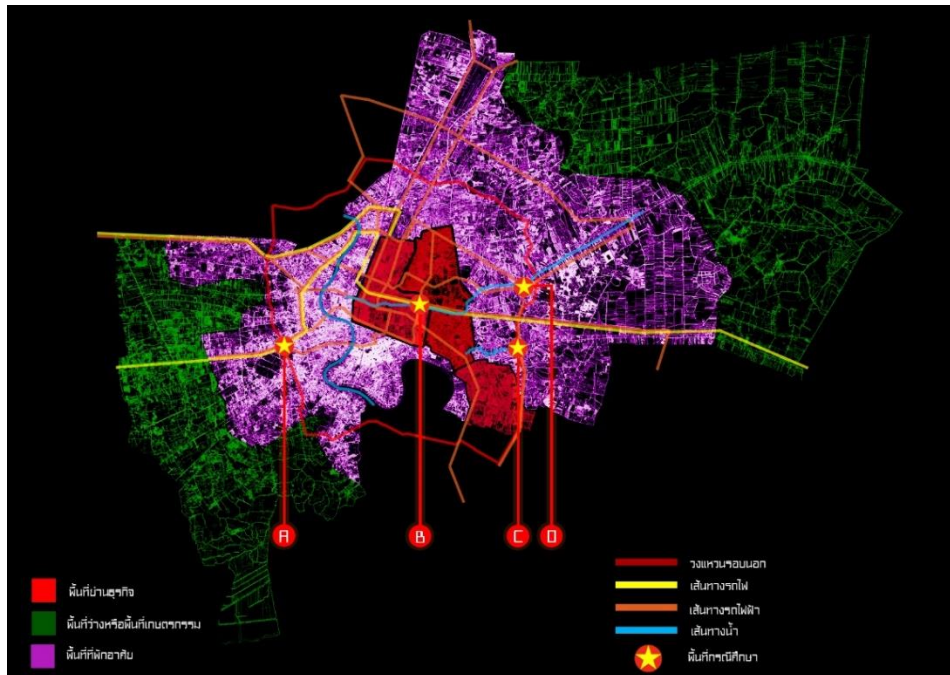 A
B
C
D
พื้นที่ย่านธุรกิจ
พื้นที่ว่างหรือพื้นที่เกษตรกรรม
พื้นที่ที่พักอาศัย
วงแหวนรอบนอก
เส้นทางรถไฟ
เส้นทางรถไฟฟ้า
เส้นทางน้ำ
พื้นที่กรณีศึกษา